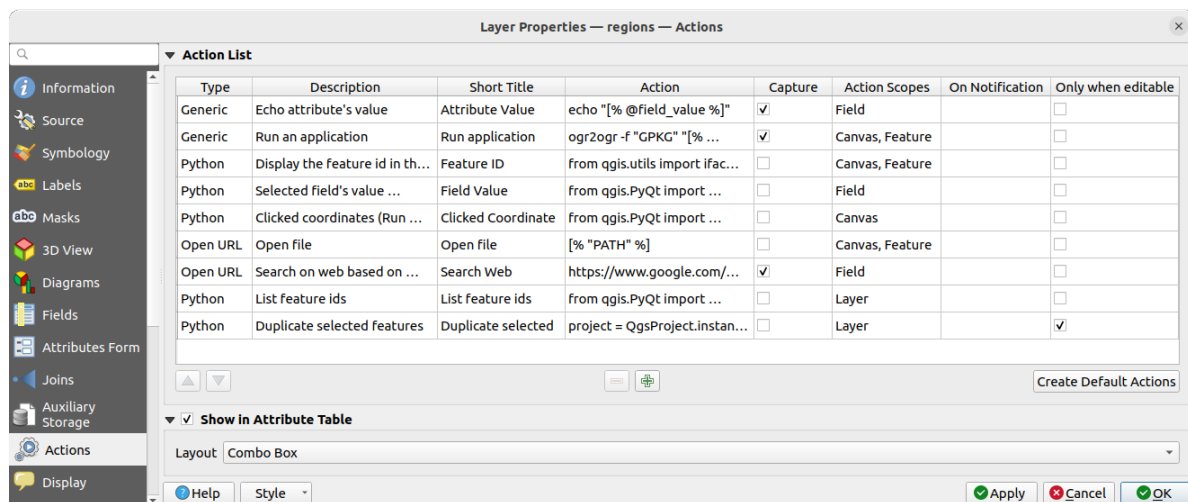 Layer Properties — regions — Actions
Information
Source
Symbology
abc Labels
abc Masks
3D View
Diagrams
Fields
Attributes Form
Joins
Auxiliary
Storage
Actions
Display
Action List
Type Description Short Title Action Capture Action Scopes On Notification Only when editable
Generic Echo attribute's value Attribute Value echo "[% @field_value %]" Field
Generic Run an application Run application ogr2ogr -f "GPKG" "[% ... Canvas, Feature
Python Display the feature id in th... Feature ID from qgis.utils import ifac... Canvas, Feature
Python Selected field's value ... Field Value from qgis.PyQt import ... Field
Python Clicked coordinates (Run ... Clicked Coordinate from qgis.PyQt import ... Canvas
Open URL Open file Open file [% "PATH" %] Canvas, Feature
Open URL Search on web based on ... Search Web https://www.google.com/... Field
Python List feature ids List feature ids from qgis.PyQt import ... Layer
Python Duplicate selected features Duplicate selected project = QgsProject.instan... Layer
Create Default Actions
Show in Attribute Table
Layout Combo Box
Help Style Apply Cancel OK